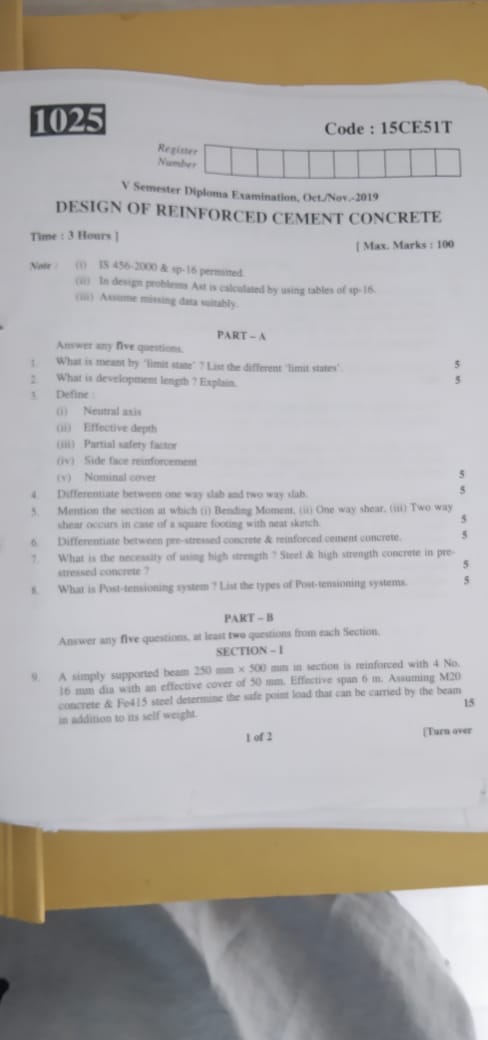 1025
Code : 15CE51T
Register
Number
V Semester Diploma Examination, Oct./Nov.-2019
DESIGN OF REINFORCED CEMENT CONCRETE
Time : 3 Hours ]
[ Max. Marks : 100
Note : (i) IS 456-2000 & sp-16 permitted.
(ii) In design problems Ast is calculated by using tables of sp-16.
(iii) Assume missing data suitably.
PART – A
Answer any five questions.
1. What is meant by 'limit state' ? List the different 'limit states'. 5
2. What is development length ? Explain. 5
3. Define :
(i) Neutral axis
(ii) Effective depth
(iii) Partial safety factor
(iv) Side face reinforcement
(v) Nominal cover 5
4. Differentiate between one way slab and two way slab. 5
5. Mention the section at which (i) Bending Moment, (ii) One way shear, (iii) Two way
shear occurs in case of a square footing with neat sketch. 5
6. Differentiate between pre-stressed concrete & reinforced cement concrete. 5
7. What is the necessity of using high strength ? Steel & high strength concrete in pre-
stressed concrete ? 5
8. What is Post-tensioning system ? List the types of Post-tensioning systems. 5
PART – B
Answer any five questions, at least two questions from each Section.
SECTION – I
9. A simply supported beam 250 mm × 500 mm in section is reinforced with 4 No.
16 mm dia with an effective cover of 50 mm. Effective span 6 m. Assuming M20
concrete & Fe415 steel determine the safe point load that can be carried by the beam
in addition to its self weight. 15
1 of 2
[Turn over